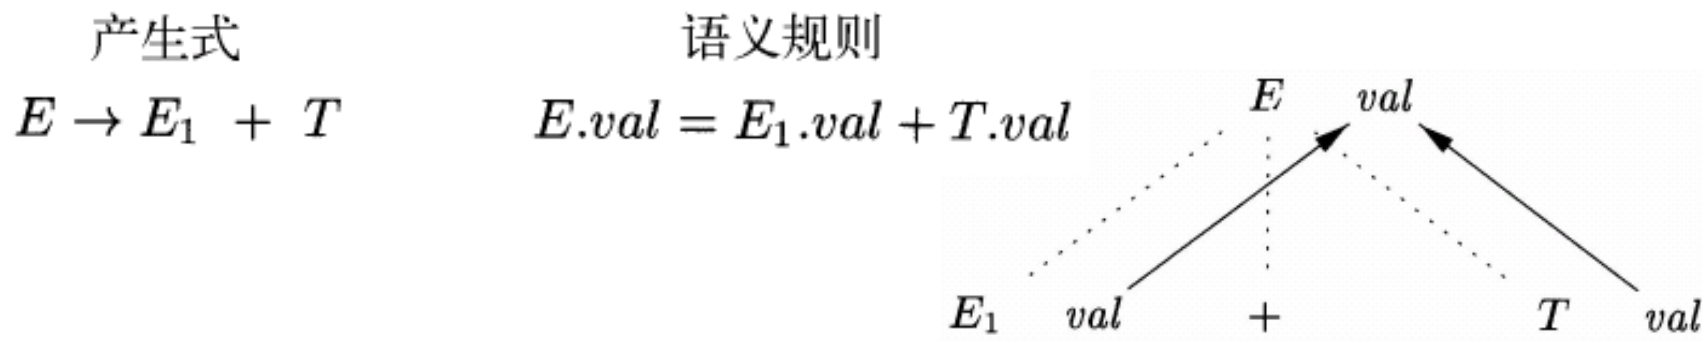 产生式 语义规则
E → E₁ + T E.val = E₁.val + T.val
E val
E₁ val + T val